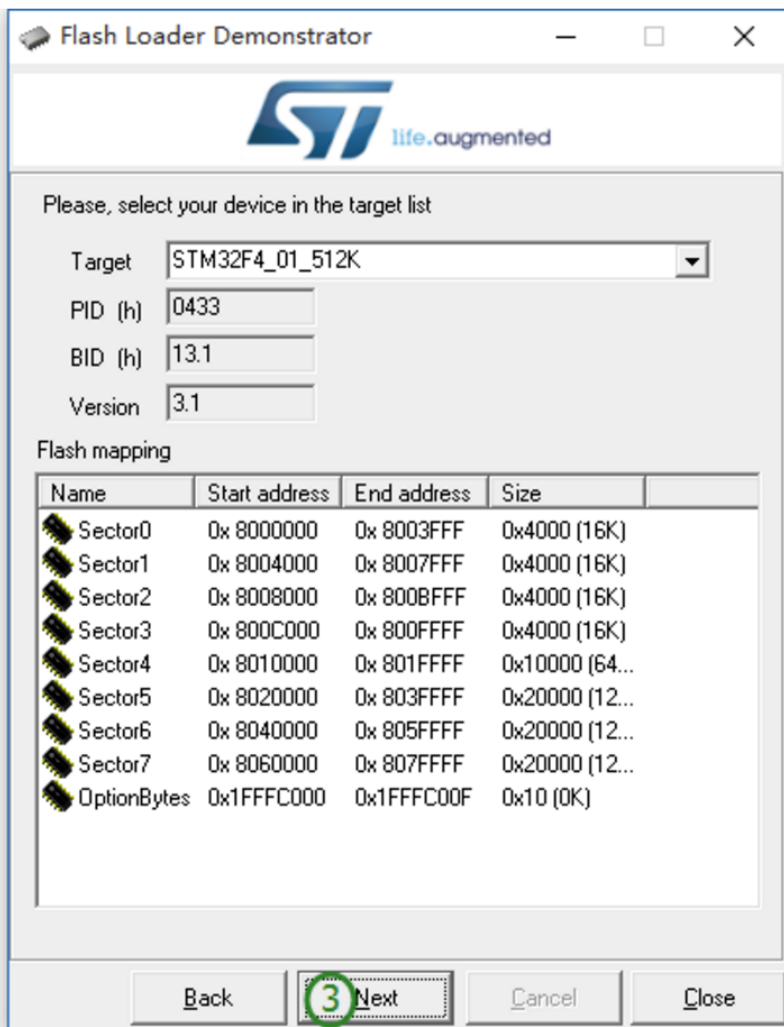 Flash Loader Demonstrator
ST life.augmented
Please, select your device in the target list
Target STM32F4_01_512K
PID (h) 0433
BID (h) 13.1
Version 3.1
Flash mapping
Name Start address End address Size
Sector0 0x 8000000 0x 8003FFF 0x4000 (16K)
Sector1 0x 8004000 0x 8007FFF 0x4000 (16K)
Sector2 0x 8008000 0x 800BFFF 0x4000 (16K)
Sector3 0x 800C000 0x 800FFFF 0x4000 (16K)
Sector4 0x 8010000 0x 801FFFF 0x10000 (64...
Sector5 0x 8020000 0x 803FFFF 0x20000 (12...
Sector6 0x 8040000 0x 805FFFF 0x20000 (12...
Sector7 0x 8060000 0x 807FFFF 0x20000 (12...
OptionBytes 0x1FFFC000 0x1FFFC00F 0x10 (0K)
Back 3 Next Cancel Close